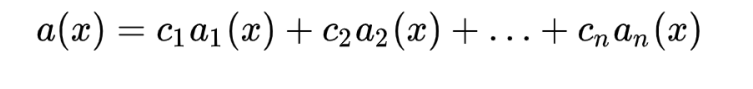 a(x) = c₁a₁(x) + c₂a₂(x) + … + cₙaₙ(x)